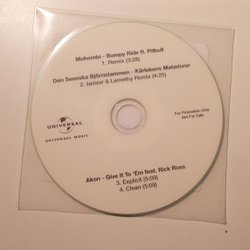 Mohombi - Bumpy Ride ft. Pitbull
1. Remix (3:28)
Den Svenska Björnstammen - Kärlekens Matadorer
2. & Lemethy Remix (4:25)
For Promotion Only
Not For Sale
UNIVERSAL
UNIVERSAL MUSIC
Akon - Give It To 'Em feat. Rick Ross
3. Explicit (5:09)
4. Clean (5:09)